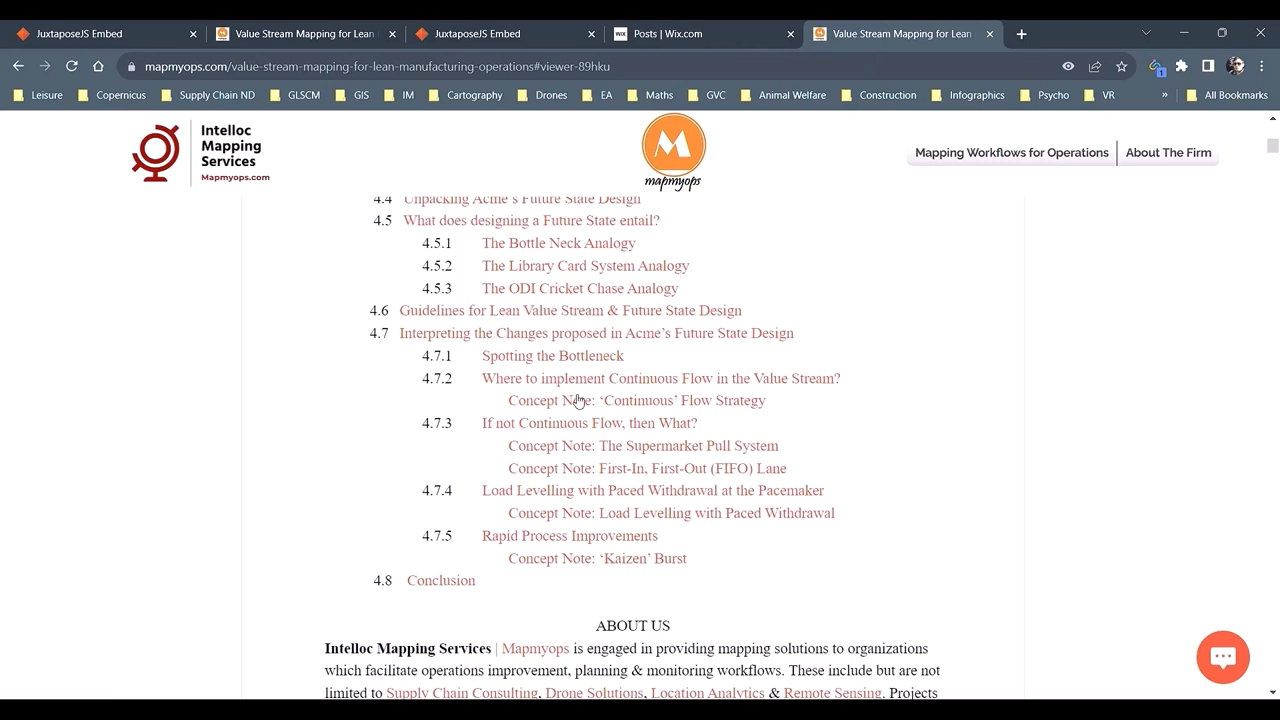 JuxtaposeJS Embed
Value Stream Mapping for Lean
JuxtaposeJS Embed
WIX Posts | Wix.com
Value Stream Mapping for Lean
mapmyops.com/value-stream-mapping-for-lean-manufacturing-operations#viewer-89hku
1
Leisure
Copernicus
Supply Chain ND
GLSCM
GIS
IM
Cartography
Drones
EA
Maths
GVC
Animal Welfare
Construction
Infographics
Psycho
VR
»
All Bookmarks
Intelloc
Mapping
Services
Mapmyops.com
M
mapmyops
Mapping Workflows for Operations
About The Firm
4.4 Unpacking Acme's Future State Design
4.5 What does designing a Future State entail?
4.5.1 The Bottle Neck Analogy
4.5.2 The Library Card System Analogy
4.5.3 The ODI Cricket Chase Analogy
4.6 Guidelines for Lean Value Stream & Future State Design
4.7 Interpreting the Changes proposed in Acme's Future State Design
4.7.1 Spotting the Bottleneck
4.7.2 Where to implement Continuous Flow in the Value Stream?
Concept Note: ‘Continuous’ Flow Strategy
4.7.3 If not Continuous Flow, then What?
Concept Note: The Supermarket Pull System
Concept Note: First-In, First-Out (FIFO) Lane
4.7.4 Load Levelling with Paced Withdrawal at the Pacemaker
Concept Note: Load Levelling with Paced Withdrawal
4.7.5 Rapid Process Improvements
Concept Note: ‘Kaizen’ Burst
4.8 Conclusion
ABOUT US
Intelloc Mapping Services | Mapmyops is engaged in providing mapping solutions to organizations
which facilitate operations improvement, planning & monitoring workflows. These include but are not
limited to Supply Chain Consulting, Drone Solutions, Location Analytics & Remote Sensing. Projects